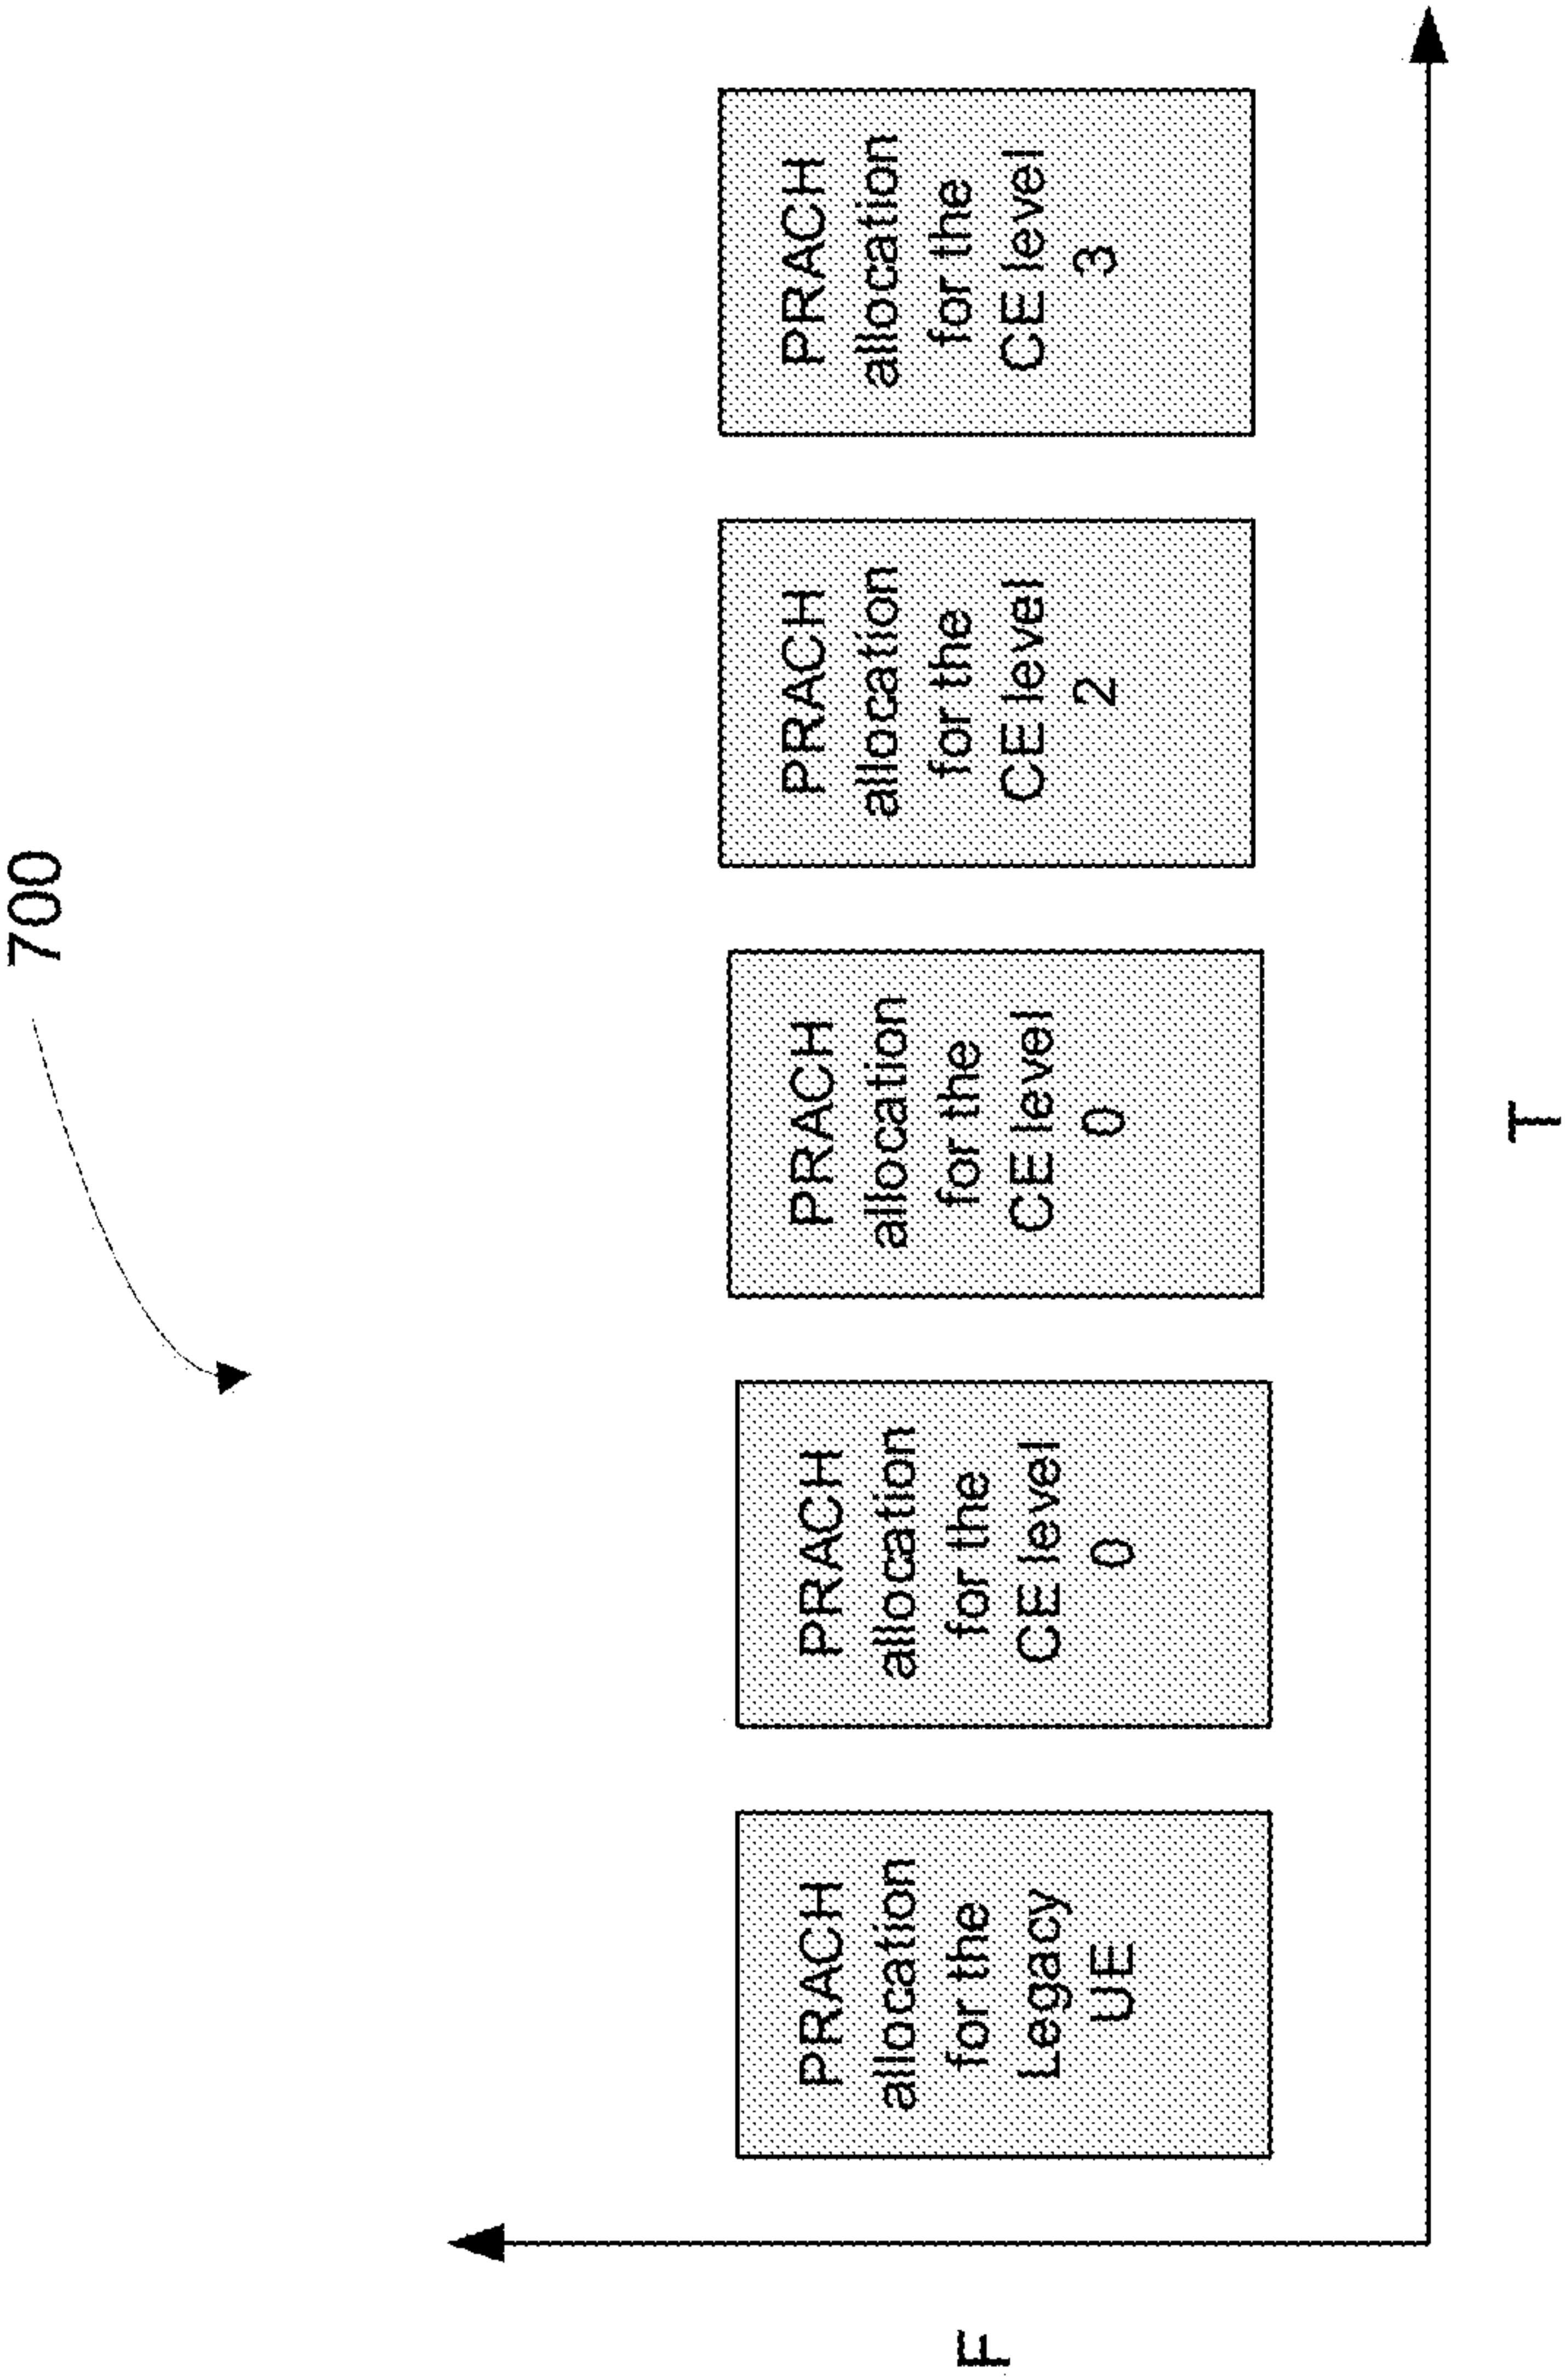 700
F
PRACH
allocation
for the
Legacy
UE
PRACH
allocation
for the
CE level
0
PRACH
allocation
for the
CE level
0
PRACH
allocation
for the
CE level
2
PRACH
allocation
for the
CE level
3
T